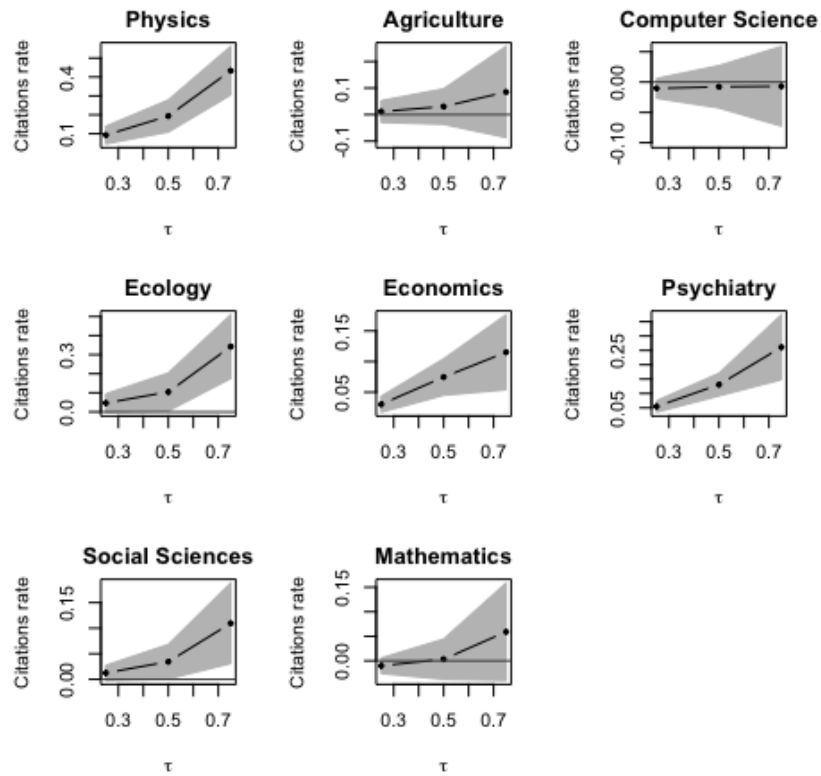 Physics
Citations rate
0.1 0.4
0.3 0.5 0.7
τ
Agriculture
Citations rate
-0.1 0.1
0.3 0.5 0.7
τ
Computer Science
Citations rate
-0.10 0.00
0.3 0.5 0.7
τ
Ecology
Citations rate
0.0 0.3
0.3 0.5 0.7
τ
Economics
Citations rate
0.05 0.15
0.3 0.5 0.7
τ
Psychiatry
Citations rate
0.05 0.25
0.3 0.5 0.7
τ
Social Sciences
Citations rate
0.00 0.15
0.3 0.5 0.7
τ
Mathematics
Citations rate
0.00 0.15
0.3 0.5 0.7
τ